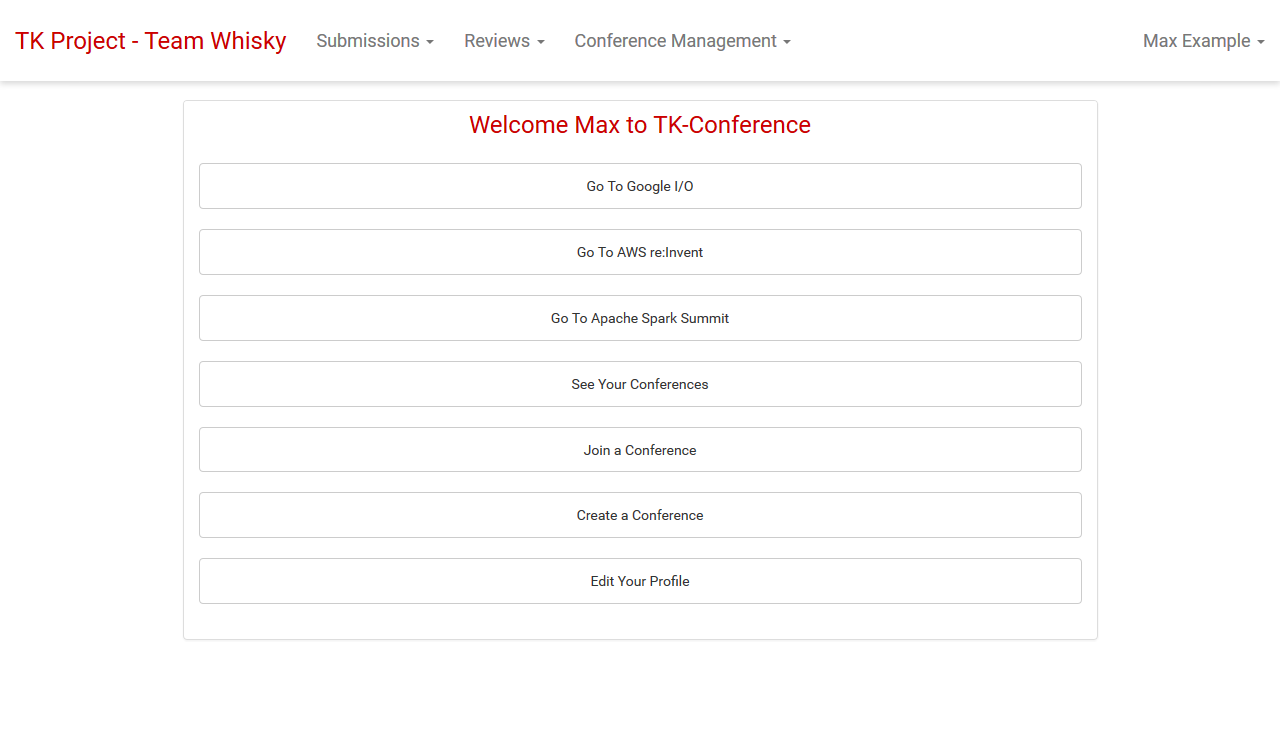 TK Project - Team Whisky Submissions Reviews Conference Management Max Example
Welcome Max to TK-Conference
Go To Google I/O
Go To AWS re:Invent
Go To Apache Spark Summit
See Your Conferences
Join a Conference
Create a Conference
Edit Your Profile